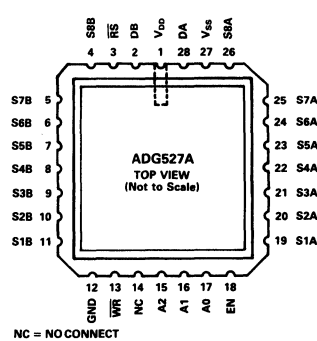 S8B RS DB VDD DA VSS S8A
4 3 2 1 28 27 26
S7B 5 25 S7A
S6B 6 24 S6A
S5B 7 23 S5A
S4B 8 22 S4A
S3B 9 21 S3A
S2B 10 20 S2A
S1B 11 19 S1A
ADG527A
TOP VIEW
(Not to Scale)
12 13 14 15 16 17 18
GND WR NC A2 A1 A0 EN
NC = NO CONNECT